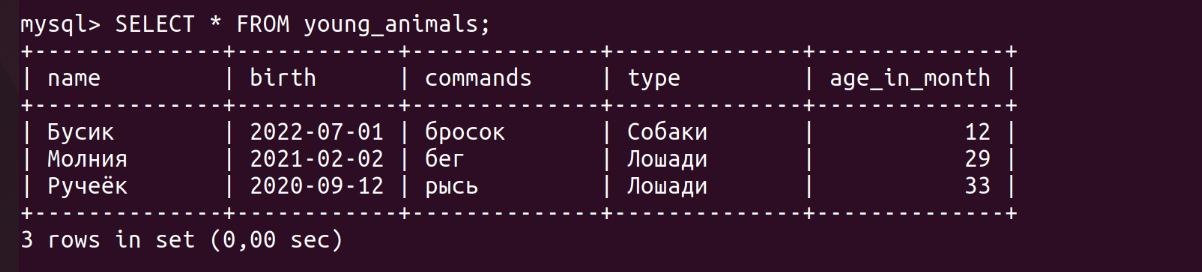 mysql> SELECT * FROM young_animals;
+--------------+------------+--------------+--------------+--------------+
| name         | birth      | commands     | type         | age_in_month |
+--------------+------------+--------------+--------------+--------------+
| Бусик        | 2022-07-01 | бросок       | Собаки       |           12 |
| Молния       | 2021-02-02 | бег          | Лошади       |           29 |
| Ручеёк       | 2020-09-12 | рысь         | Лошади       |           33 |
+--------------+------------+--------------+--------------+--------------+
3 rows in set (0,00 sec)